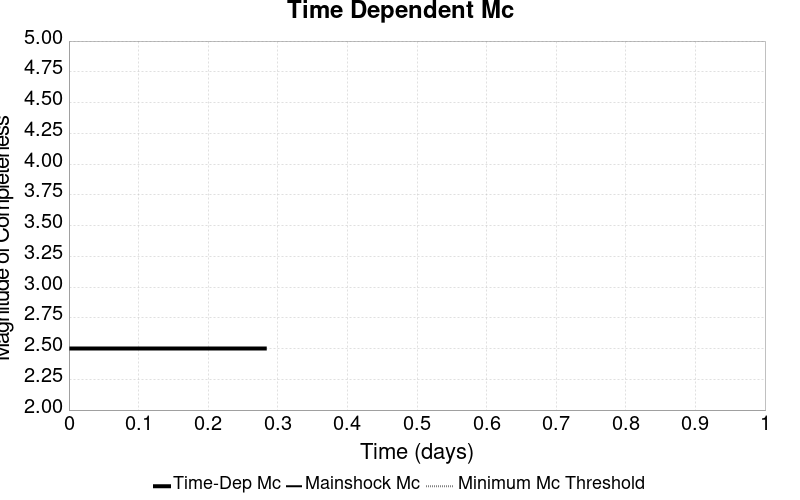 Time Dependent Mc
5.00
4.75
4.50
4.25
4.00
3.75
3.50
3.25
3.00
2.75
2.50
2.25
2.00
Magnitude of Completeness
0 0.1 0.2 0.3 0.4 0.5 0.6 0.7 0.8 0.9 1
Time (days)
Time-Dep Mc Mainshock Mc Minimum Mc Threshold